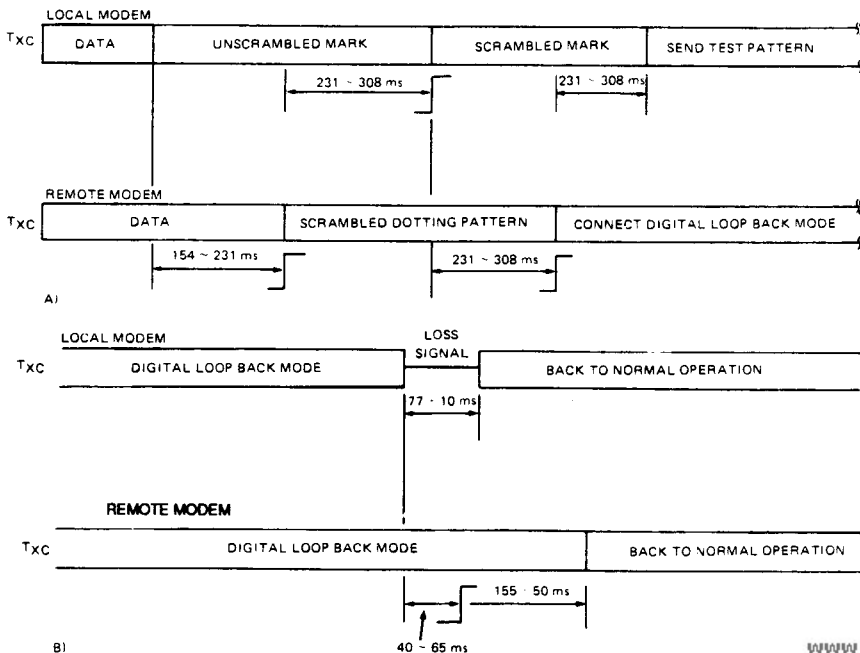 LOCAL MODEM
TXC DATA UNSCRAMBLED MARK SCRAMBLED MARK SEND TEST PATTERN
231 ~ 308 ms 231 ~ 308 ms
REMOTE MODEM
TXC DATA SCRAMBLED DOTTING PATTERN CONNECT DIGITAL LOOP BACK MODE
154 ~ 231 ms 231 ~ 308 ms
A)
LOCAL MODEM
LOSS
SIGNAL
TXC DIGITAL LOOP BACK MODE BACK TO NORMAL OPERATION
77 - 10 ms
REMOTE MODEM
TXC DIGITAL LOOP BACK MODE BACK TO NORMAL OPERATION
155 - 50 ms
B) 40 ~ 65 ms
www